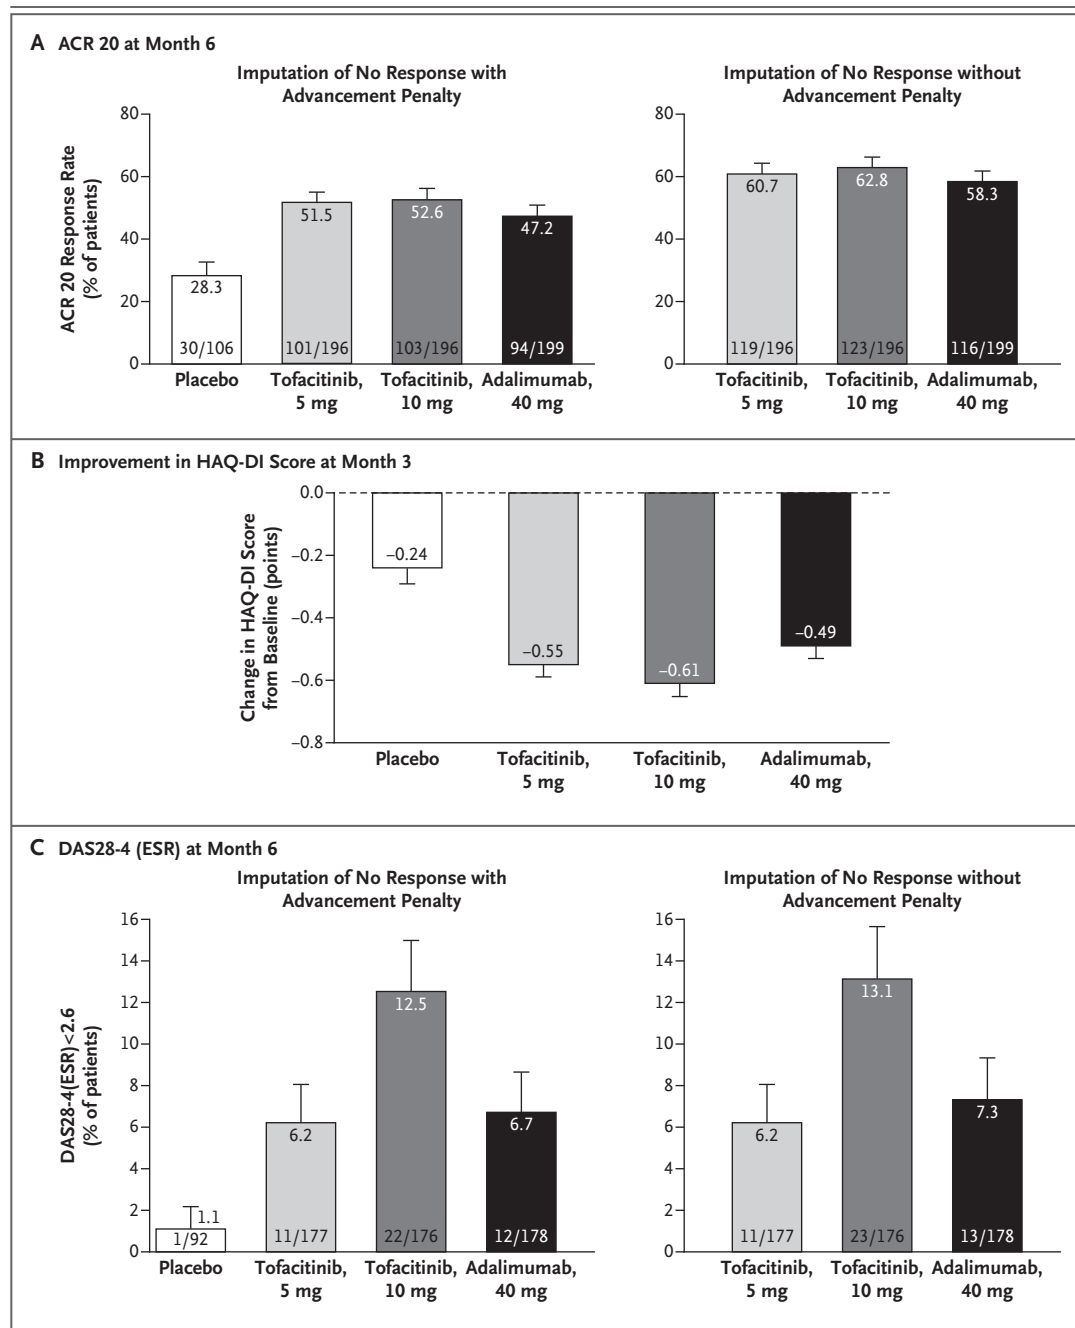 A ACR 20 at Month 6
Imputation of No Response with
Advancement Penalty
ACR 20 Response Rate
(% of patients)
80
60
40
20
0
28.3
51.5
52.6
47.2
30/106
101/196
103/196
94/199
Placebo
Tofacitinib,
5 mg
Tofacitinib,
10 mg
Adalimumab,
40 mg
Imputation of No Response without
Advancement Penalty
80
60
40
20
0
60.7
62.8
58.3
119/196
123/196
116/199
Tofacitinib,
5 mg
Tofacitinib,
10 mg
Adalimumab,
40 mg
B Improvement in HAQ-DI Score at Month 3
Change in HAQ-DI Score
from Baseline (points)
0.0
–0.2
–0.4
–0.6
–0.8
–0.24
–0.55
–0.61
–0.49
Placebo
Tofacitinib,
5 mg
Tofacitinib,
10 mg
Adalimumab,
40 mg
C DAS28-4 (ESR) at Month 6
Imputation of No Response with
Advancement Penalty
DAS28-4(ESR)<2.6
(% of patients)
16
14
12
10
8
6
4
2
0
1.1
6.2
12.5
6.7
1/92
11/177
22/176
12/178
Placebo
Tofacitinib,
5 mg
Tofacitinib,
10 mg
Adalimumab,
40 mg
Imputation of No Response without
Advancement Penalty
16
14
12
10
8
6
4
2
0
6.2
13.1
7.3
11/177
23/176
13/178
Tofacitinib,
5 mg
Tofacitinib,
10 mg
Adalimumab,
40 mg